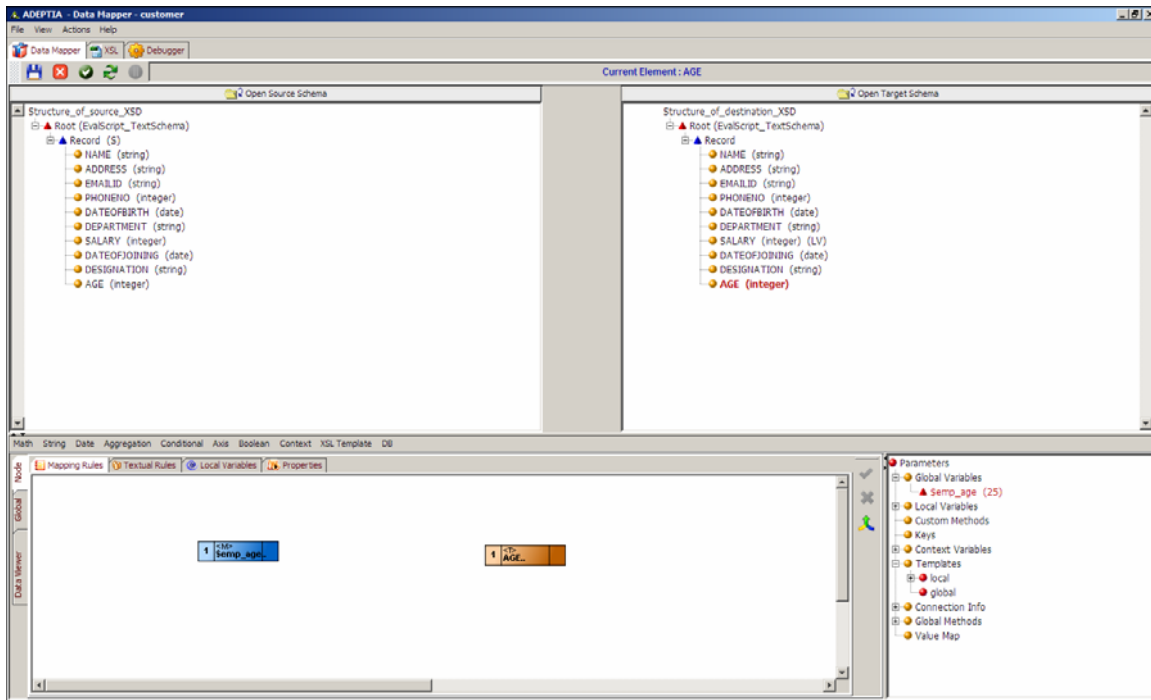 ADEPTIA - Data Mapper - customer
File View Actions Help
Data Mapper XSL Debugger
Current Element : AGE
Open Source Schema
Structure_of_source_XSD
Root (EvalScript_TextSchema)
Record (S)
NAME (string)
ADDRESS (string)
EMAILID (string)
PHONENO (integer)
DATEOFBIRTH (date)
DEPARTMENT (string)
SALARY (integer)
DATEOFJOINING (date)
DESIGNATION (string)
AGE (integer)
Open Target Schema
Structure_of_destination_XSD
Root (EvalScript_TextSchema)
Record
NAME (string)
ADDRESS (string)
EMAILID (string)
PHONENO (integer)
DATEOFBIRTH (date)
DEPARTMENT (string)
SALARY (integer) (LV)
DATEOFJOINING (date)
DESIGNATION (string)
AGE (integer)
Math String Date Aggregation Conditional Axis Boolean Context XSL Template DB
Node
Global
Data Viewer
Mapping Rules Textual Rules Local Variables Properties
1 <M> $emp_age..
1 <T> AGE..
Parameters
Global Variables
$emp_age (25)
Local Variables
Custom Methods
Keys
Context Variables
Templates
local
global
Connection Info
Global Methods
Value Map